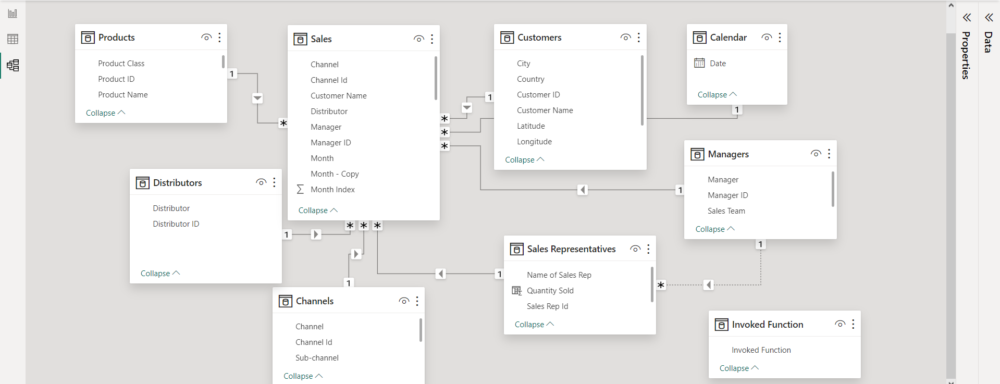 Products
Product Class
Product ID
Product Name
Collapse
1
*
Sales
Channel
Channel Id
Customer Name
Distributor
Manager
Manager ID
Month
Month - Copy
Month Index
Collapse
*
*
*
*
*
*
Customers
City
Country
Customer ID
Customer Name
Latitude
Longitude
Collapse
1
Calendar
Date
Collapse
1
Managers
Manager
Manager ID
Sales Team
Collapse
1
1
Distributors
Distributor
Distributor ID
Collapse
1
Channels
Channel
Channel Id
Sub-channel
Collapse
1
Sales Representatives
Name of Sales Rep
Quantity Sold
Sales Rep Id
Collapse
1
*
Invoked Function
Invoked Function
Collapse
Properties
Data